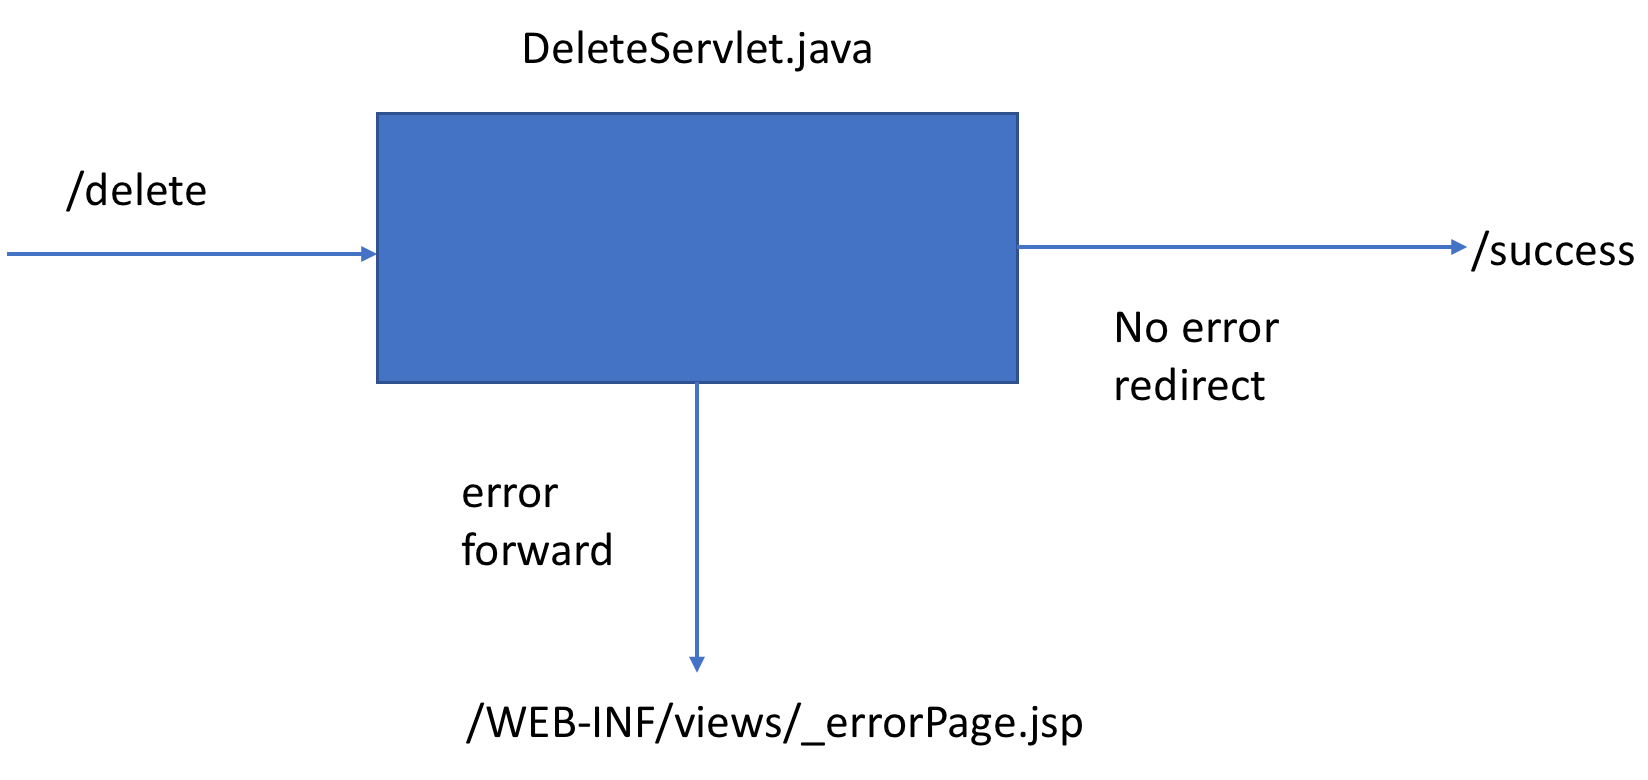 DeleteServlet.java
/delete
/success
No error
redirect
error
forward
/WEB-INF/views/_errorPage.jsp